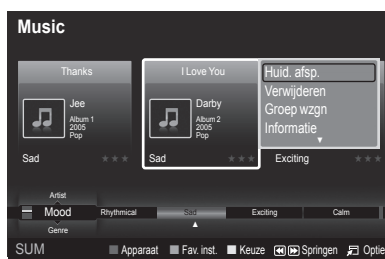 Music
Thanks
Jee
Album 1
2005
Pop
Sad
I Love You
Darby
Album 2
2005
Pop
Sad
Huid. afsp.
Verwijderen
Groep wzgn
Informatie
Exciting
Artist
Mood
Genre
Rhythmical
Sad
Exciting
Calm
SUM
Apparaat
Fav. inst.
Keuze
Springen
Optie